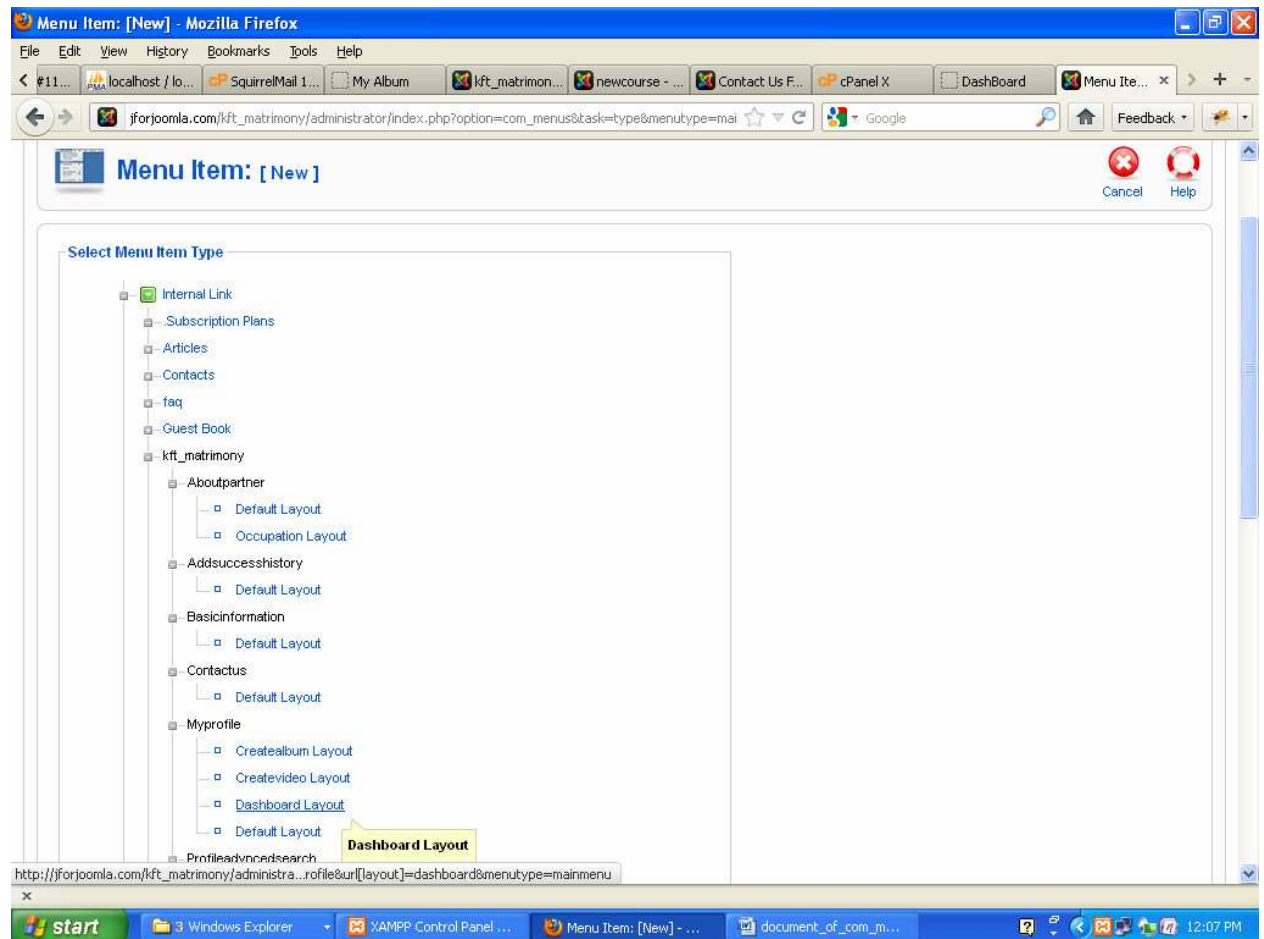 Menu Item: [New] - Mozilla Firefox
File Edit View History Bookmarks Tools Help
#11... localhost / lo... SquirrelMail 1... My Album kft_matrimon... newcourse - ... Contact Us F... cPanel X DashBoard Menu Ite...
jforjoomla.com/kft_matrimony/administrator/index.php?option=com_menus&task=type&menutype=mai Google Feedback
Menu Item: [ New ]
Cancel Help
Select Menu Item Type
Internal Link
.Subscription Plans
Articles
Contacts
faq
Guest Book
kft_matrimony
Aboutpartner
Default Layout
Occupation Layout
Addsuccesshistory
Default Layout
Basicinformation
Default Layout
Contactus
Default Layout
Myprofile
Createalbum Layout
Createvideo Layout
Dashboard Layout
Default Layout
Dashboard Layout
Profileadvncedsearch
http://jforjoomla.com/kft_matrimony/administra...rofile&url[layout]=dashboard&menutype=mainmenu
start 3 Windows Explorer XAMPP Control Panel ... Menu Item: [New] - ... document_of_com_m... 12:07 PM